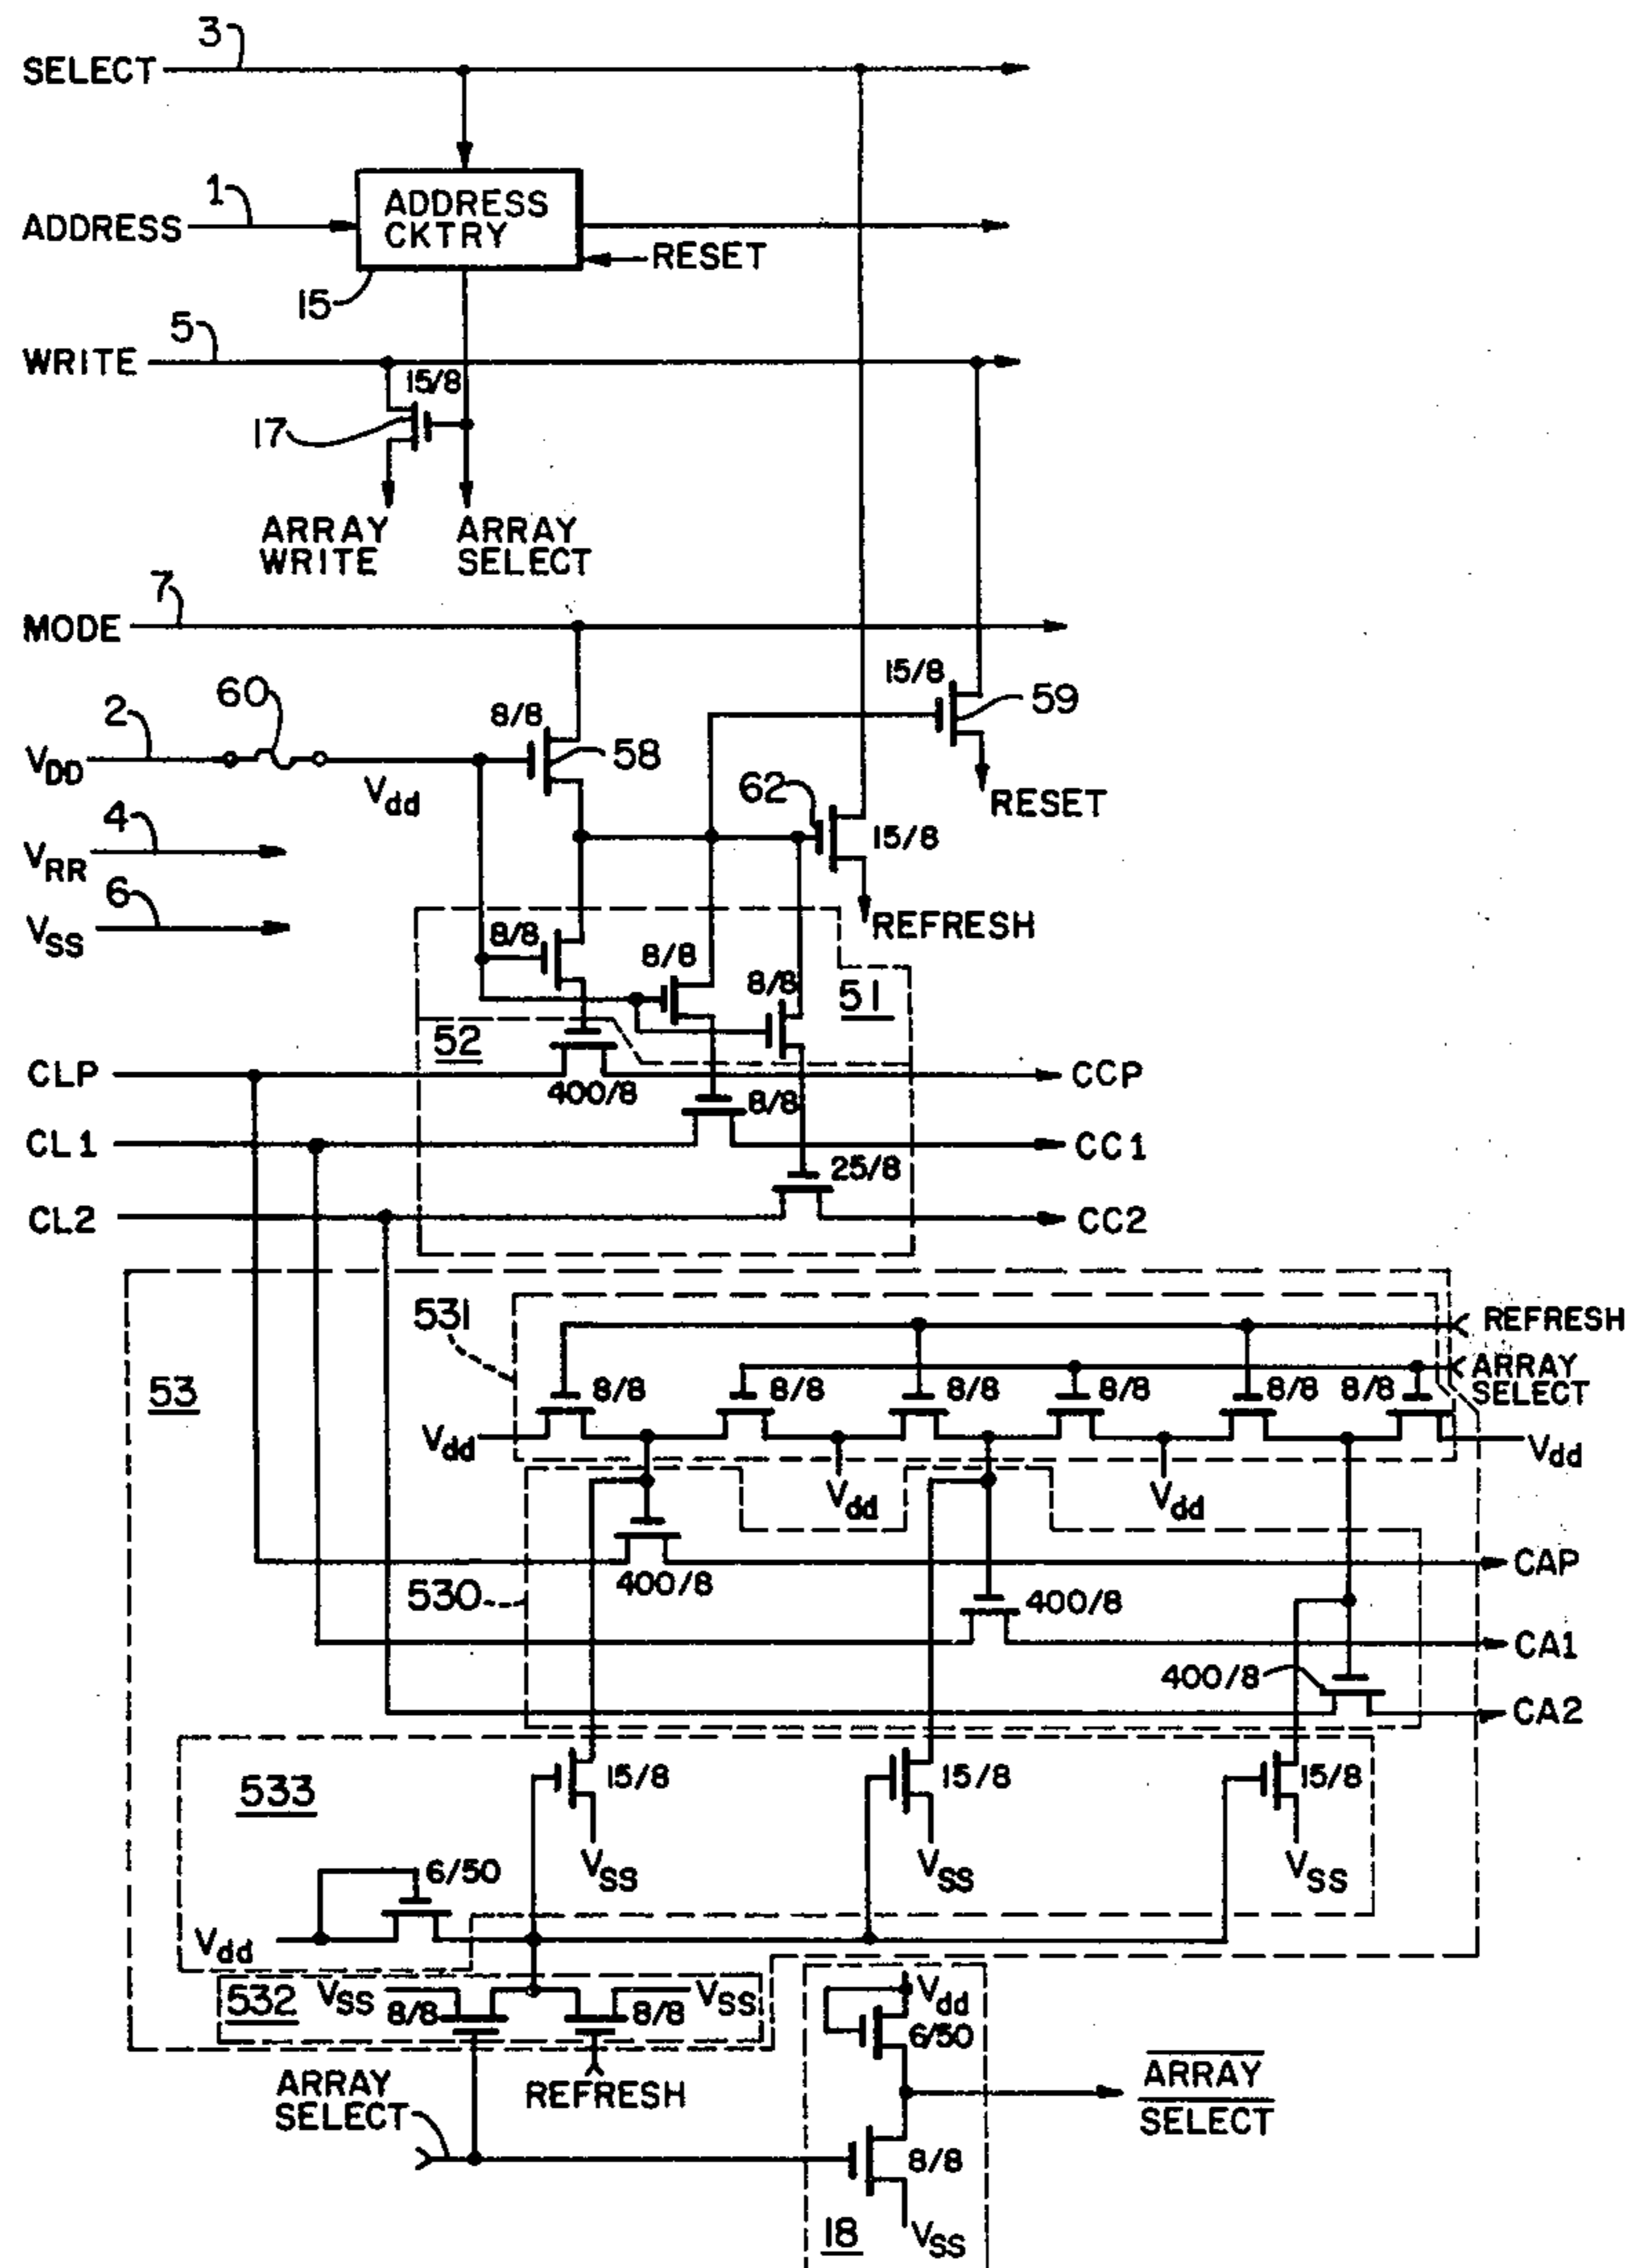 3
SELECT
1
ADDRESS
ADDRESS
CKTRY
RESET
15
5
WRITE
15/8
17
ARRAY
WRITE
ARRAY
SELECT
7
MODE
15/8
59
60
2
8/8
58
VDD
Vdd
62
RESET
4
15/8
VRR
6
REFRESH
VSS
8/8
8/8
8/8
51
52
CLP
CCP
400/8
8/8
CL1
CC1
25/8
CL2
CC2
531
REFRESH
ARRAY
SELECT
53
8/8
8/8
8/8
8/8
8/8
8/8
Vdd
Vdd
Vdd
Vdd
CAP
400/8
530
400/8
CA1
400/8
CA2
533
15/8
15/8
15/8
VSS
VSS
VSS
6/50
Vdd
532
VSS
8/8
8/8
VSS
Vdd
6/50
ARRAY
SELECT
REFRESH
ARRAY
SELECT
8/8
18
VSS